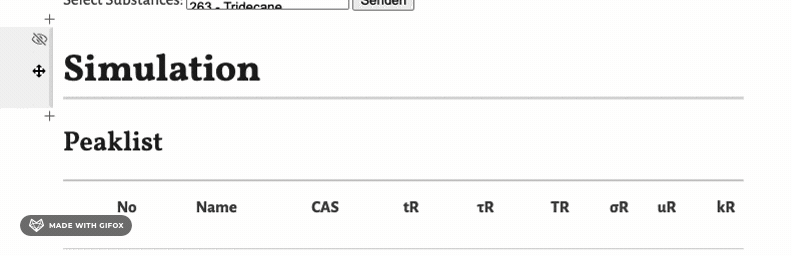 Select Substances: 263 - Tridecane Senden
Simulation
Peaklist
No Name CAS tR τR TR σR uR kR
MADE WITH GIFOX